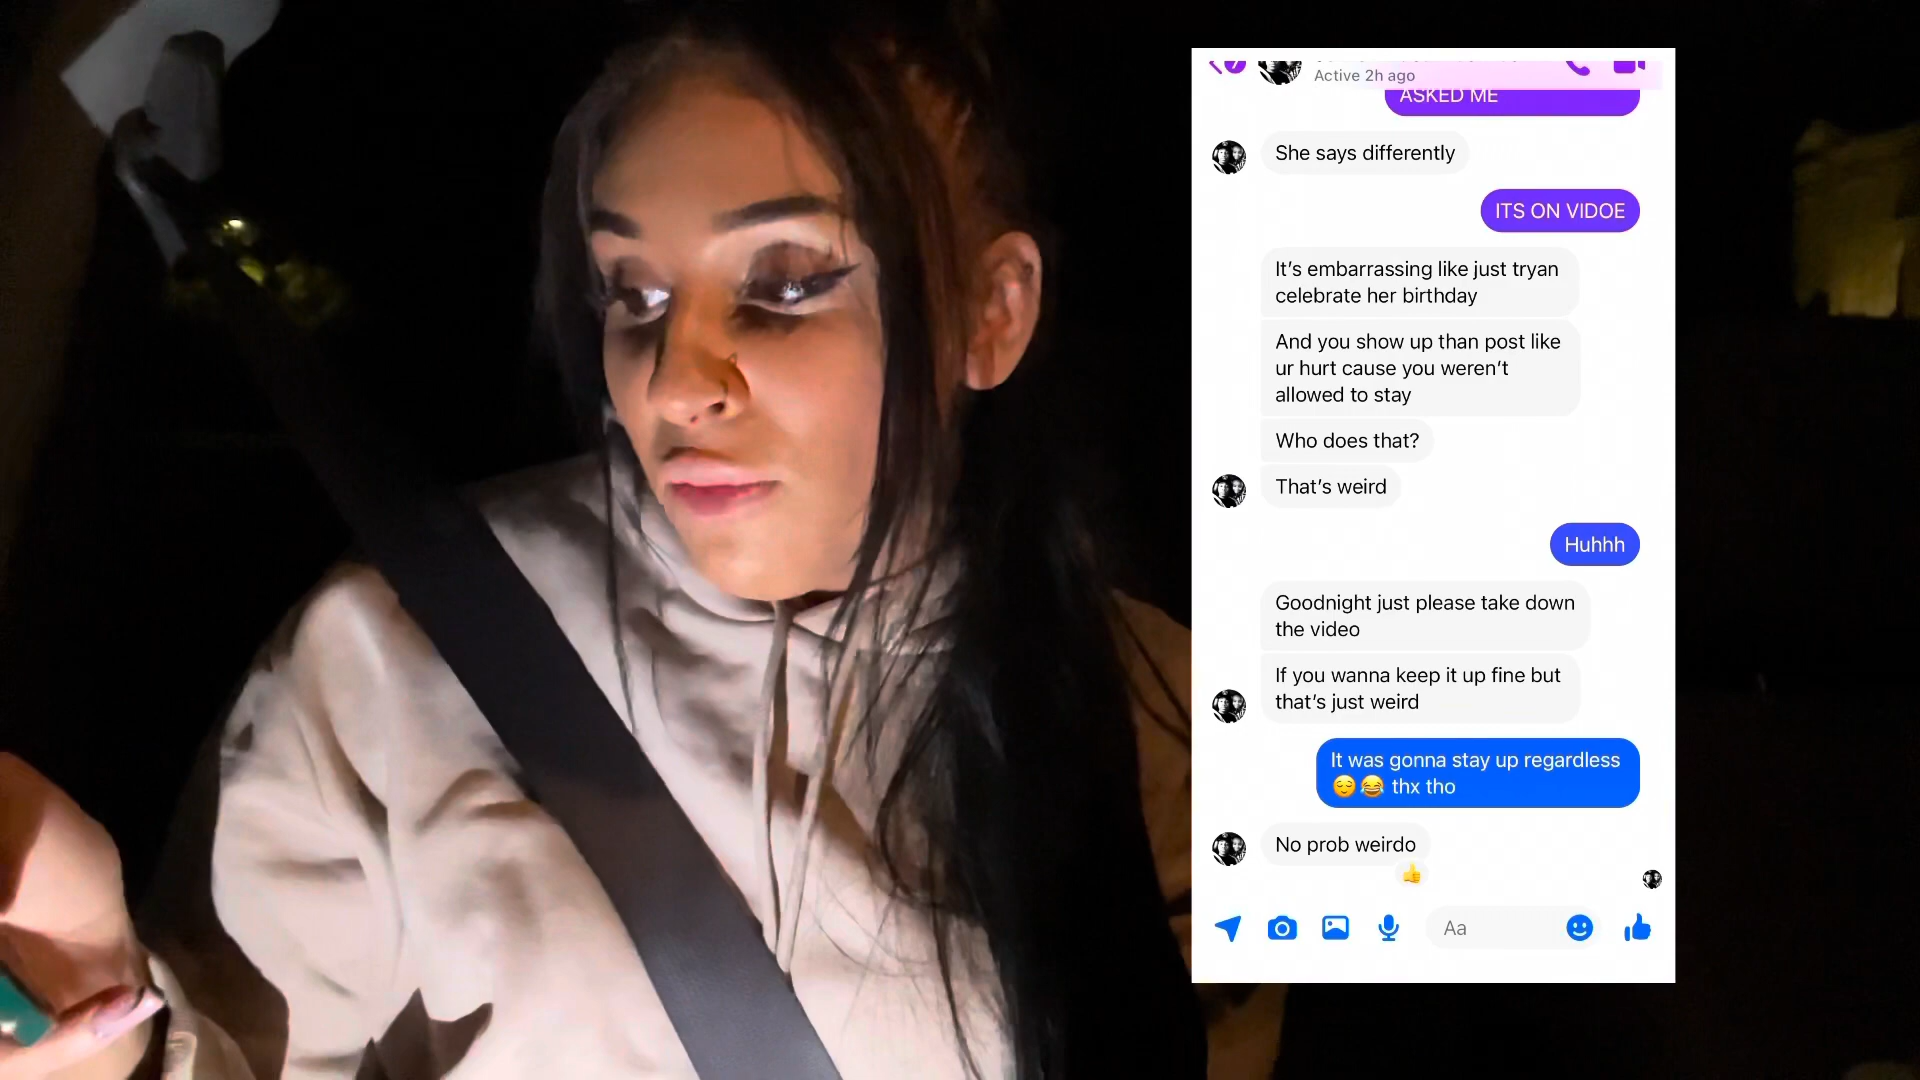 Active 2h ago
ASKED ME
She says differently
ITS ON VIDOE
It's embarrassing like just tryan
celebrate her birthday
And you show up than post like
ur hurt cause you weren't
allowed to stay
Who does that?
That's weird
Huhhh
Goodnight just please take down
the video
If you wanna keep it up fine but
that's just weird
It was gonna stay up regardless
😌😂 thx tho
No prob weirdo
👍
Aa